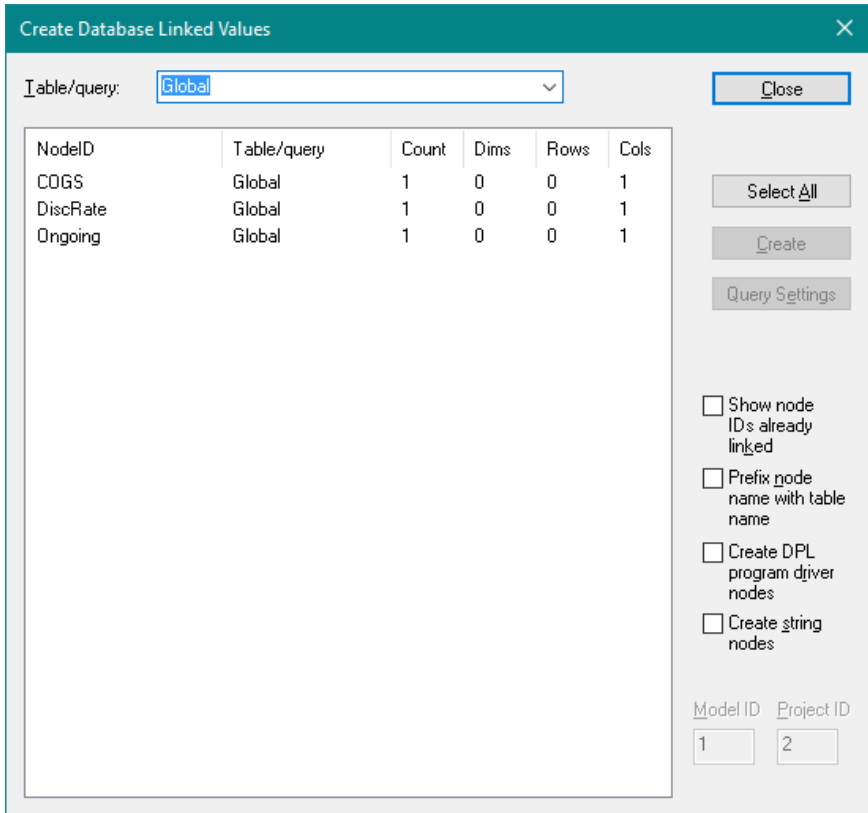 Create Database Linked Values
Table/query: Global
Close
NodeID Table/query Count Dims Rows Cols
COGS Global 1 0 0 1
DiscRate Global 1 0 0 1
Ongoing Global 1 0 0 1
Select All
Create
Query Settings
Show node
IDs already
linked
Prefix node
name with table
name
Create DPL
program driver
nodes
Create string
nodes
Model ID Project ID
1 2